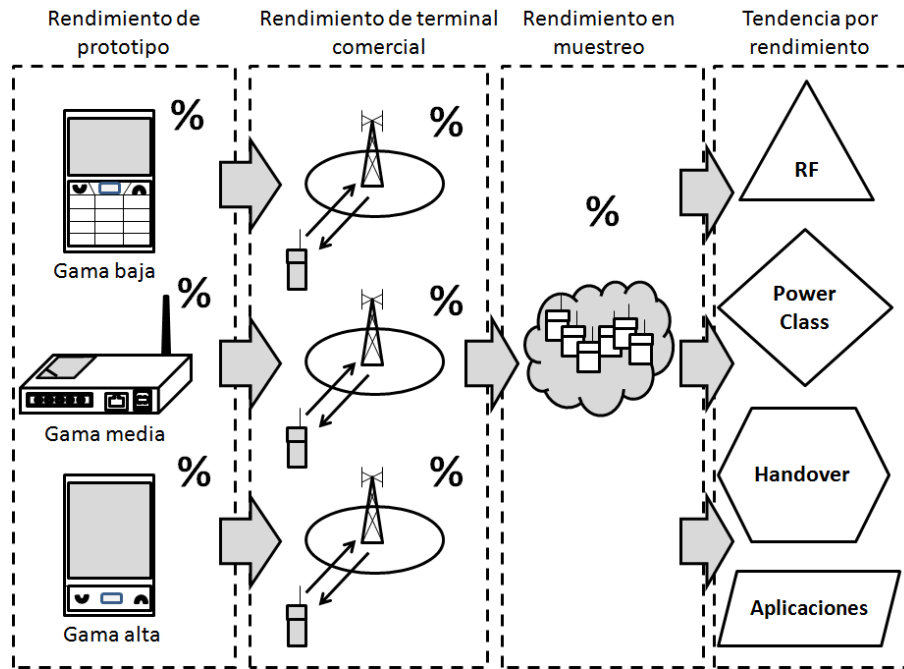 Rendimiento de
prototipo
Rendimiento de terminal
comercial
Rendimiento en
muestreo
Tendencia por
rendimiento
%
Gama baja
%
Gama media
%
Gama alta
%
%
%
%
RF
Power
Class
Handover
Aplicaciones